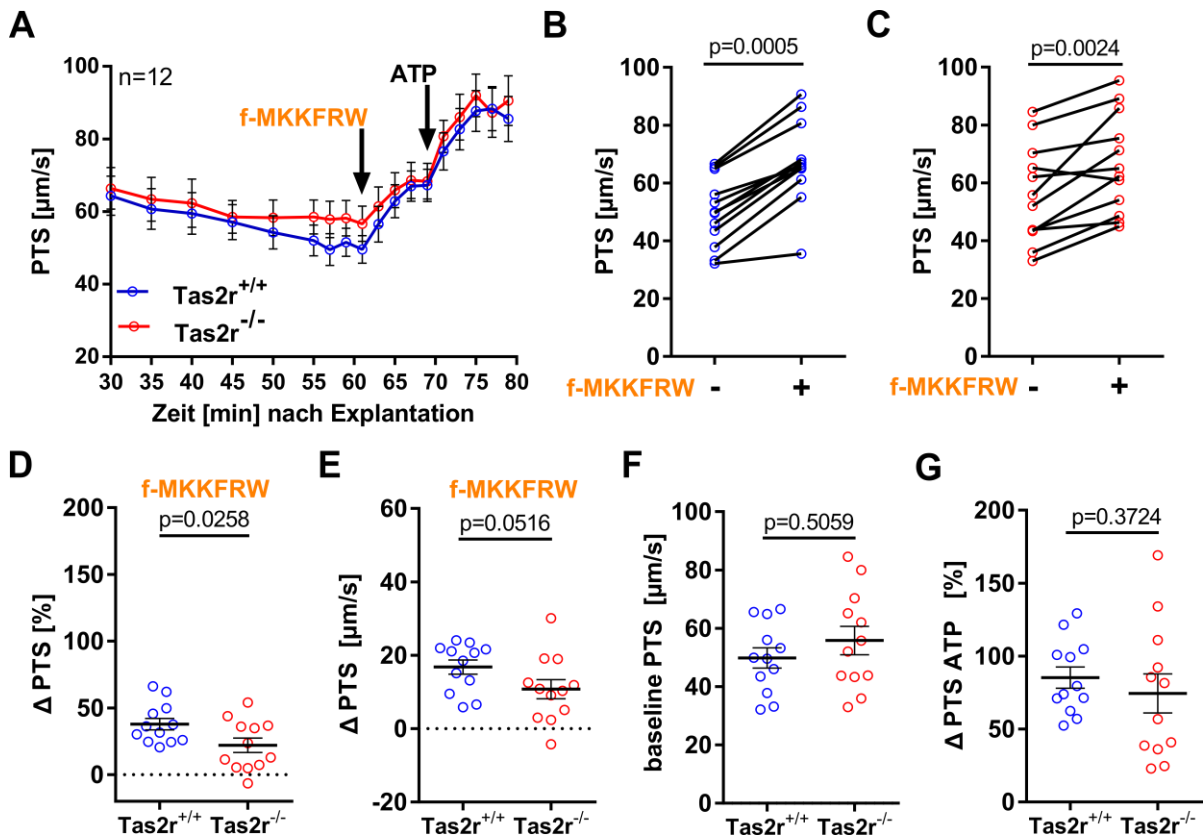 A
n=12
f-MKKFRW
ATP
PTS [µm/s]
100
80
60
40
20
Tas2r+/+
Tas2r-/-
30 35 40 45 50 55 60 65 70 75 80
Zeit [min] nach Explantation
B
p=0.0005
PTS [µm/s]
100
80
60
40
20
0
f-MKKFRW - +
C
p=0.0024
PTS [µm/s]
100
80
60
40
20
0
f-MKKFRW - +
D
f-MKKFRW
p=0.0258
Δ PTS [%]
200
150
100
50
0
Tas2r+/+ Tas2r-/-
E
f-MKKFRW
p=0.0516
Δ PTS [µm/s]
60
40
20
0
-20
Tas2r+/+ Tas2r-/-
F
p=0.5059
baseline PTS [µm/s]
100
80
60
40
20
0
Tas2r+/+ Tas2r-/-
G
p=0.3724
Δ PTS ATP [%]
200
150
100
50
0
Tas2r+/+ Tas2r-/-